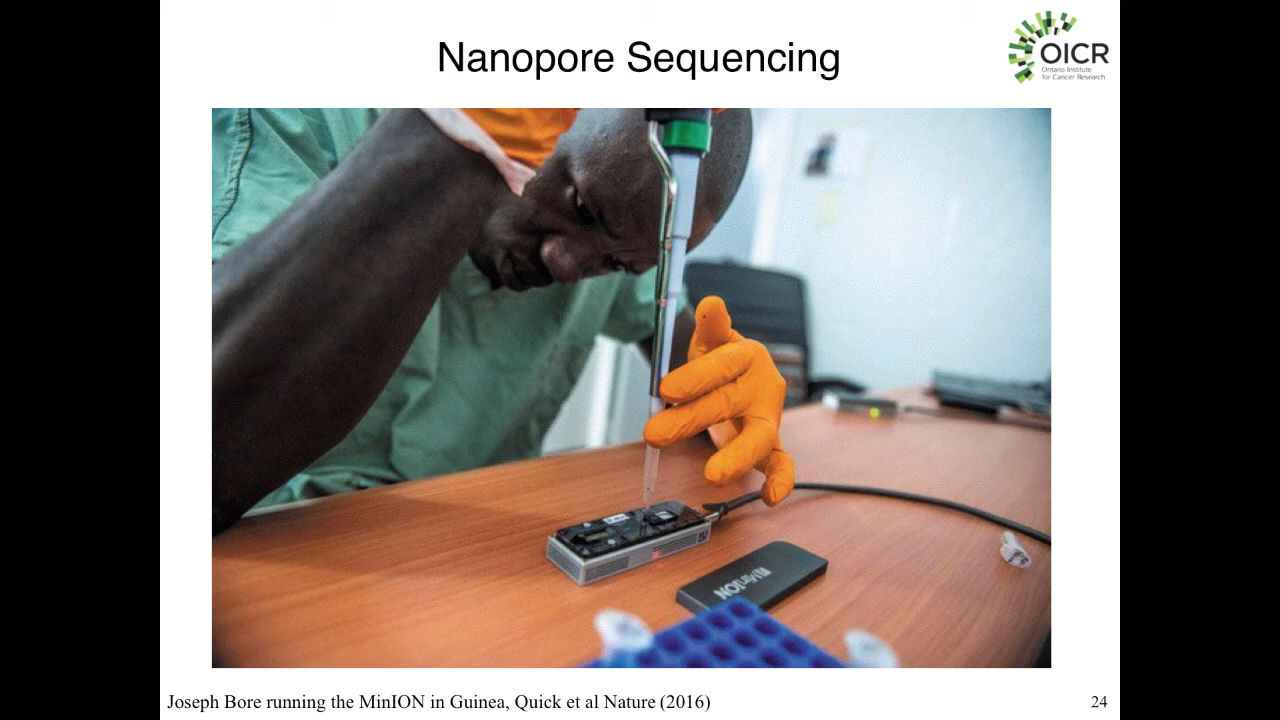 Nanopore Sequencing
OICR
Ontario Institute
for Cancer Research
MinION
Joseph Bore running the MinION in Guinea, Quick et al Nature (2016)
24